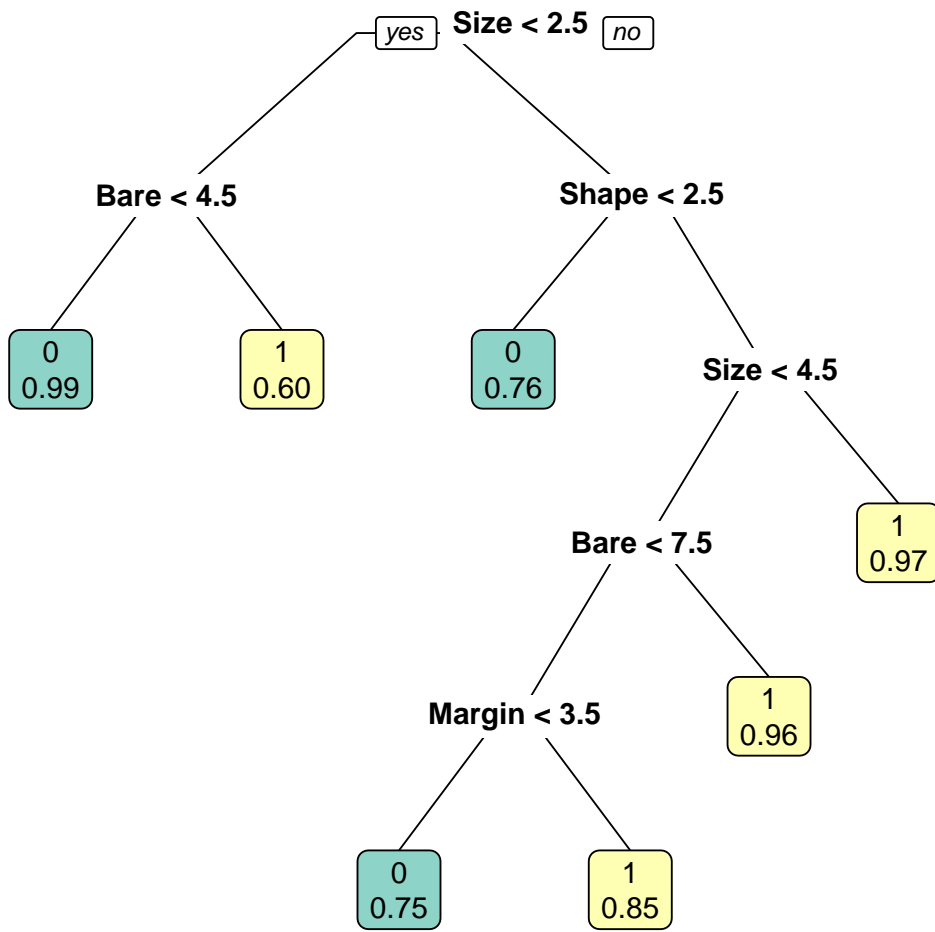 yes Size < 2.5 no
Bare < 4.5 Shape < 2.5
0 1 0
0.99 0.60 0.76
Size < 4.5
1
Bare < 7.5
0.97
1
Margin < 3.5
0.96
0 1
0.75 0.85